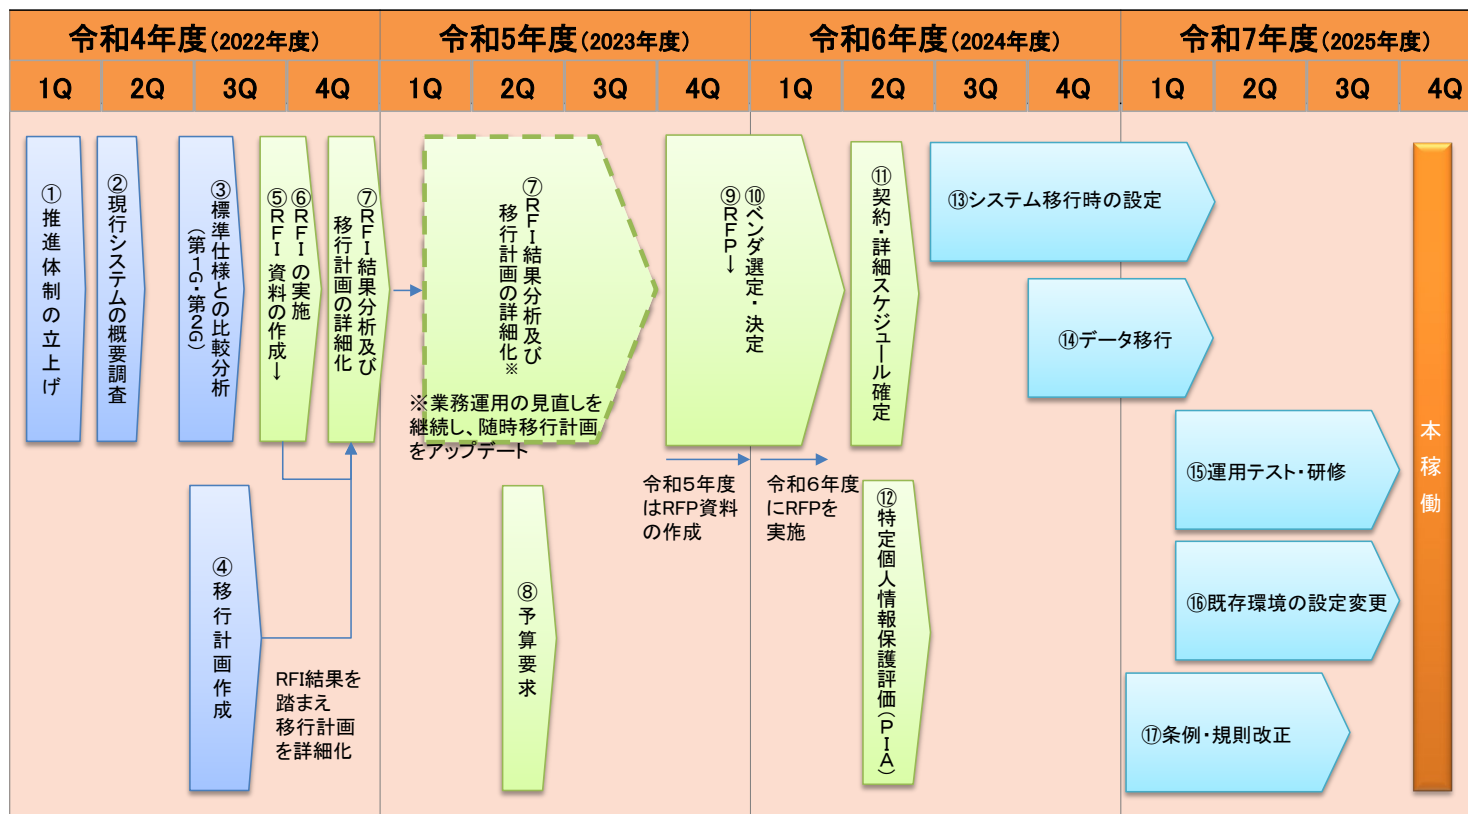 令和4年度(2022年度)
令和5年度(2023年度)
令和6年度(2024年度)
令和7年度(2025年度)
1Q
2Q
3Q
4Q
1Q
2Q
3Q
4Q
1Q
2Q
3Q
4Q
1Q
2Q
3Q
4Q
①推進体制の立上げ
②現行システムの概要調査
③標準仕様との比較分析
(第1G・第2G)
④移行計画作成
⑥RFIの実施
⑤RFI資料の作成↓
⑦RFI結果分析及び
移行計画の詳細化
RFI結果を
踏まえ
移行計画
を詳細化
⑦RFI結果分析及び
移行計画の詳細化※
※業務運用の見直しを
継続し、随時移行計画
をアップデート
⑧予算要求
⑩ベンダ選定・決定
⑨RFP↓
令和5年度
はRFP資料
の作成
令和6年度
にRFPを
実施
⑪契約・詳細スケジュール確定
⑫特定個人情報保護評価(PIA)
⑬システム移行時の設定
⑭データ移行
⑮運用テスト・研修
⑯既存環境の設定変更
⑰条例・規則改正
本稼働